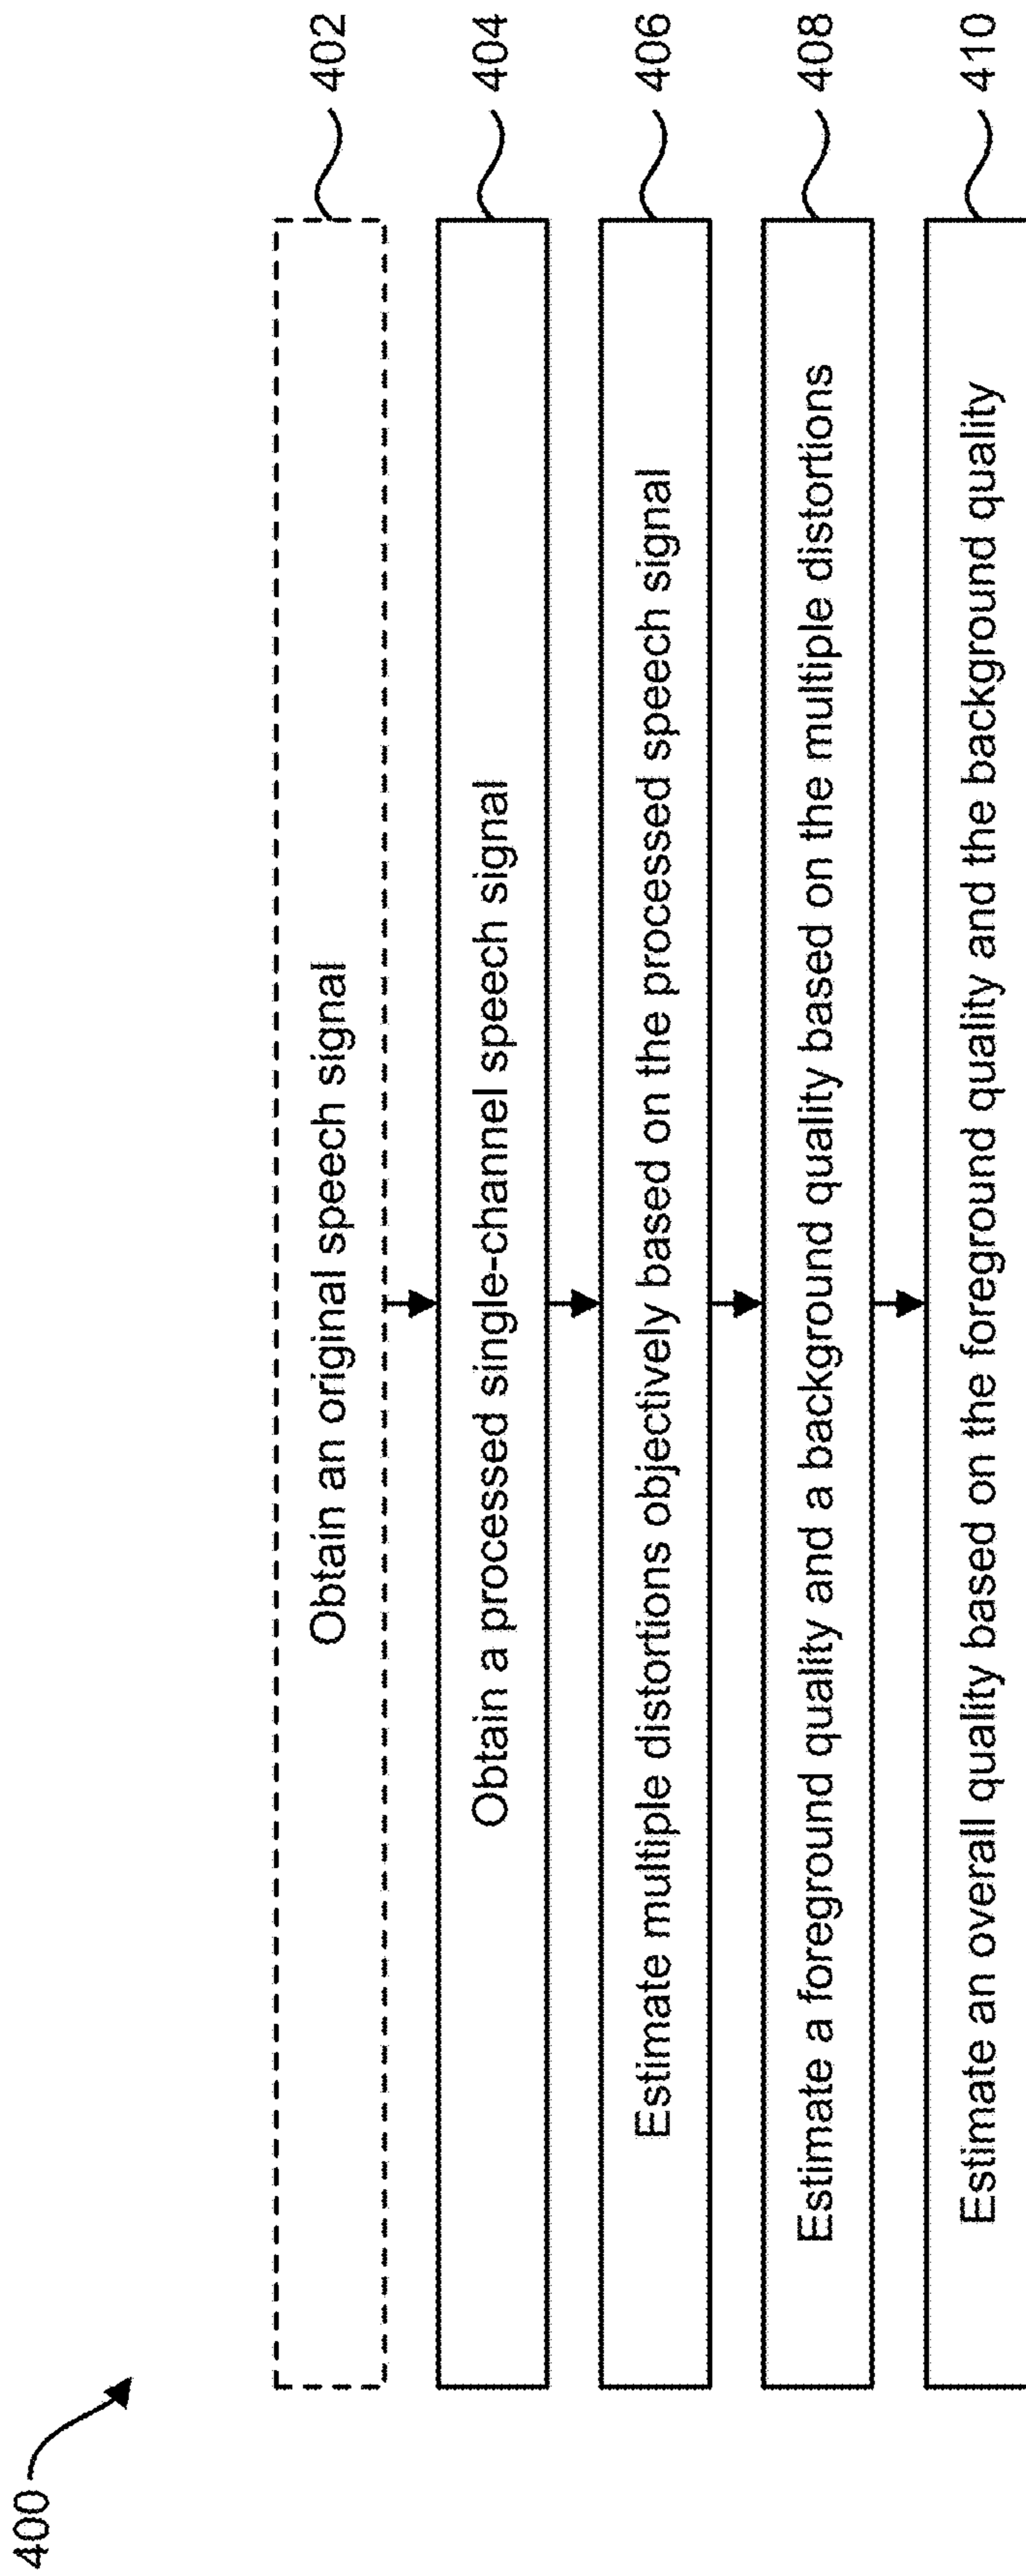 400
Obtain an original speech signal
402
Obtain a processed single-channel speech signal
404
Estimate multiple distortions objectively based on the processed speech signal
406
Estimate a foreground quality and a background quality based on the multiple distortions
408
Estimate an overall quality based on the foreground quality and the background quality
410